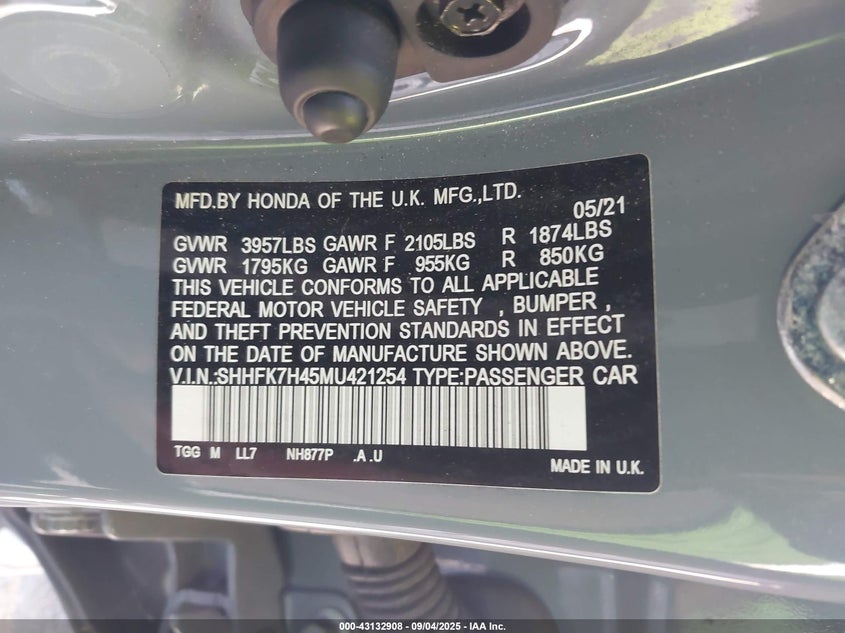 MFD.BY HONDA OF THE U.K. MFG.,LTD.
05/21
GVWR 3957LBS GAWR F 2105LBS R 1874LBS
GVWR 1795KG GAWR F 955KG R 850KG
THIS VEHICLE CONFORMS TO ALL APPLICABLE
FEDERAL MOTOR VEHICLE SAFETY , BUMPER ,
AND THEFT PREVENTION STANDARDS IN EFFECT
ON THE DATE OF MANUFACTURE SHOWN ABOVE.
V.I.N.:SHHFK7H45MU421254 TYPE:PASSENGER CAR
TGG M LL7 NH877P .A .U
MADE IN U.K.
000-43132908 - 09/04/2025 - IAA Inc.